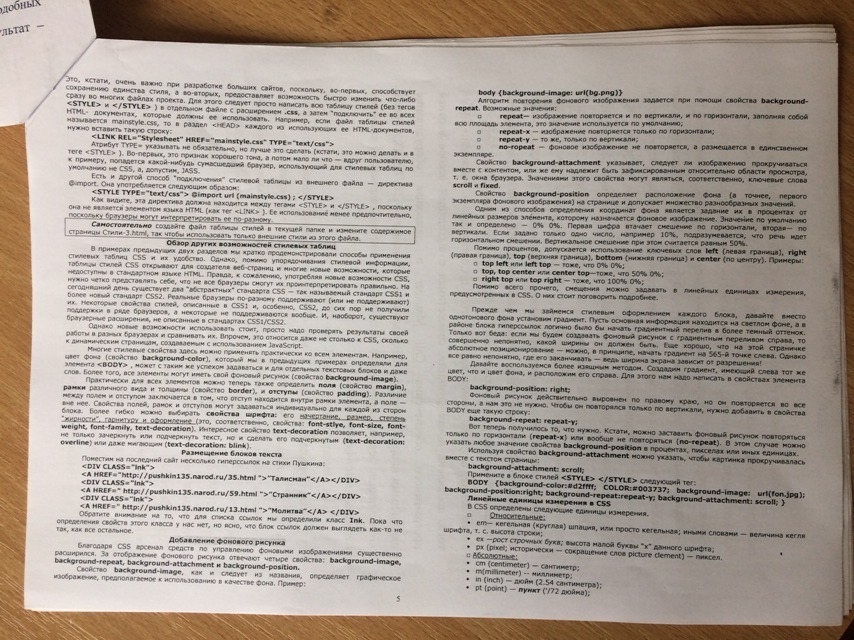 одобных
ультат –
Это, кстати, очень важно при разработке больших сайтов, поскольку, во-первых, способствует
сохранению единства стиля, а во-вторых, предоставляет возможность быстро изменить что-либо
сразу во многих файлах проекта. Для этого следует просто написать всю таблицу стилей (без тегов
<STYLE> и </STYLE> ) в отдельном файле с расширением .css, а затем "подключить" ее во всех
HTML- документах, которые должны ее использовать. Например, если файл таблицы стилей
называется mainstyle.css, то в раздел <HEAD> каждого из использующих ее HTML-документов,
нужно вставить такую строку:
<LINK REL="Stylesheet" HREF="mainstyle.css" TYPE="text/css">
Атрибут TYPE= указывать не обязательно, но лучше это сделать (кстати, это можно делать и в
теге <STYLE> ). Во-первых, это признак хорошего тона, а потом мало ли что — вдруг пользователю,
к примеру, попадется какой-нибудь сумасшедший браузер, использующий для стилевых таблиц по
умолчанию не CSS, а, допустим, JASS.
Есть и другой способ "подключения" стилевой таблицы из внешнего файла — директива
@import. Она употребляется следующим образом:
<STYLE TYPE="text/css"> @import url (mainstyle.css) ; </STYLE>
Как видите, эта директива должна находиться между тегами <STYLE> и </STYLE> , поскольку
она не является элементом языка HTML (как тег <LINK> ). Ее использование менее предпочтительно,
поскольку браузеры могут интерпретировать ее по-разному.
Самостоятельно создайте файл таблицы стилей в текущей папке и измените содержимое
страницы Стили-3.html, так чтобы использовать только внешние стили из этого файла.
Обзор других возможностей стилевых таблиц
В примерах предыдущих двух разделов мы кратко продемонстрировали способы применения
стилевых таблиц CSS и их удобство. Однако, помимо упорядочивания стилевой информации,
таблицы стилей CSS открывают для создателя веб-страниц и многие новые возможности, которые
недоступны в стандартном языке HTML. Правда, к сожалению, употребляя новые возможности CSS,
нужно четко представлять себе, что не все браузеры смогут их проинтерпретировать правильно. На
сегодняшний день существует два "абстрактных" стандарта CSS — так называемый стандарт CSS1 и
более новый стандарт CSS2. Реальные браузеры по-разному поддерживают (или не поддерживают)
их. Некоторые свойства стилей, описанные в CSS1 и, особенно, CSS2, до сих пор не получили
поддержки в ряде браузеров, а некоторые не поддерживаются вообще. И, наоборот, существуют
браузерные расширения, не описанные в стандартах CSS1/CSS2.
Однако новые возможности использовать стоит, просто надо проверять результаты своей
работы в разных браузерах и сравнивать их. Впрочем, это относится даже не столько к CSS, сколько
к динамическим страницам, создаваемым с использованием JavaScript.
Многие стилевые свойства здесь можно применять практически ко всем элементам. Например,
цвет фона (свойство background-color), который мы в предыдущих примерах определяли для
элемента <BODY> , может с таким же успехом задаваться и для отдельных текстовых блоков и даже
слов. Более того, все элементы могут иметь свой фоновый рисунок (свойство background-image).
Практически для всех элементов можно теперь также определить поля (свойство margin),
рамки различного вида и толщины (свойство border), и отступы (свойство padding). Различие
между полем и отступом заключается в том, что отступ находится внутри рамки элемента, а поле —
вне нее. Свойства полей, рамок и отступов могут задаваться индивидуально для каждой из сторон
блока. Более гибко можно выбирать свойства шрифта: его начертание, размер, степень
"жирности", гарнитуру и оформление (это, соответственно, свойства: font-stlye, font-size, font-
weight, font-family, text-decoration). Интересное свойство text-decoration позволяет, например,
не только зачеркнуть или подчеркнуть текст, но и сделать его подчертнутым (text-decoration:
overline) или даже мигающим (text-decoration: blink).
Размещение блоков текста
Поместим на последний сайт несколько гиперссылок на стихи Пушкина:
<DIV CLASS="lnk">
<A HREF="http://pushkin135.narod.ru/35.html ">"Талисман"</A></DIV>
<DIV CLASS="lnk">
<A HREF=" http://pushkin135.narod.ru/59.html ">"Странник"</A></DIV>
<DIV CLASS="lnk">
<A HREF=" http://pushkin135.narod.ru/13.html ">"Молитва"</A> </DIV>
Обратите внимание на то, что для списка ссылок мы определили класс lnk. Пока что
определения свойств этого класса у нас нет, но ясно, что блок ссылок должен выглядеть как-то не
так, как все остальное.
Добавление фонового рисунка
Благодаря CSS арсенал средств по управлению фоновыми изображениями существенно
расширился. За отображение фонового рисунка отвечают четыре свойства: background-image,
background-repeat, background-attachment и background-position.
Свойство background-image, как и следует из названия, определяет графическое
изображение, предполагаемое к использованию в качестве фона. Пример:
5
body {background-image: url(bg.png)}
Алгоритм повторения фонового изображения задается при помощи свойства background-
repeat. Возможные значения:
□ repeat— изображение повторяется и по вертикали, и по горизонтали, заполняя собой
всю площадь элемента, это значение используется по умолчанию;
□ repeat-x — изображение повторяется только по горизонтали;
□ repeat-y — то же, только по вертикали;
□ no-ropeat — фоновое изображение не повторяется, а размещается в единственном
экземпляре.
Свойство background-attachment указывает, следует ли изображению прокручиваться
вместе с контентом, или же ему надлежит быть зафиксированным относительно области просмотра,
т. е. окна браузера. Значениями этого свойства могут являться, соответственно, ключевые слова
scroll и fixed.
Свойство background-position определяет расположение фона (а точнее, первого
экземпляра фонового изображения) на странице и допускает множество разнообразных значений.
Одним из способов определения координат фона является задание их в процентах от
линейных размеров элемента, которому назначается фоновое изображение. Значение по умолчанию
так и определено — 0% 0%. Первая цифра втачает смещение по горизонтали, вторая— по
вертикали. Если задано только одно число, например 10%, подразумевается, что речь идет
горизонтальном смещении. Вертикальное смещение при этом считается равным 50%.
Помимо процентов, допускается использование ключевых слов left (левая граница), right
(правая граница), top (верхняя граница), bottom (нижняя граница) и center (по центру). Примеры:
□ top left или left top — тоже, что 0% 0%;
□ top, top center или center top—тоже, что 50% 0%;
□ right top или top right — тоже, что 100% 0%;
Помимо всего прочего, смещения можно задавать в линейных единицах измерения,
предусмотренных в CSS. О них стоит поговорить подробнее.
Прежде чем мы займемся стилевым оформлением каждого блока, давайте вместо
однотонного фона установим градиент. Пусть основная информация находится на светлом фоне, а в
районе блока гиперссылок логично было бы начать градиентный перелив в более темный оттенок.
Только вот беда: если мы будем создавать фоновый рисунок с градиентным переливом справа, то
совершенно непонятно, какой ширины он должен быть. Еще хорошо, что на этой страничке
абсолютное позиционирование — можно, в принципе, начать градиент на 565-й точке слева. Однако
все равно непонятно, где его заканчивать — ведь ширина экрана зависит от разрешения!
Давайте воспользуемся более изящным методом. Создадим градиент, имеющий слева тот же
цвет, что и цвет фона, и расположим его справа. Для этого нам надо написать в свойствах элемента
BODY:
background-position: right;
Фоновый рисунок действительно выровнен по правому краю, но он повторяется во все
стороны, а нам это не нужно. Чтобы он повторялся только по вертикали, нужно добавить в свойства
BODY еще такую строку:
background-repeat: repeat-y;
Вот теперь получилось то, что нужно. Кстати, можно заставить фоновый рисунок повторяться
только по горизонтали (repeat-x) или вообще не повторяться (no-repeat). В этом случае можно
указать любое значение свойства background-position в процентах, пикселах или иных единицах.
Используя свойство background-attachment можно указать, чтобы картинка прокручивалась
вместе с текстом страницы:
background-attachment: scroll;
Примените в блоке стилей <STYLE> </STYLE> следующий тег:
BODY {background-color:#d2ffff; COLOR:#003737; background-image: url(fon.jpg);
background-position:right; background-repeat:repeat-y; background-attachment: scroll; }
Линейные единицы измерения в CSS
В CSS определены следующие единицы измерения.
□ Относительные:
• em— кегельная (круглая) шпация, или просто кегельное; иными словами — величина кегля
шрифта, т. с. высота строки;
• ex —рост строчных букв; высота малой буквы "x" данного шрифта;
• px (pixel; исторически — сокращение слов picture clement) — пиксел.
□ Абсолютные:
• cm (centimeter) — сантиметр;
• m(millimeter) -- миллиметр;
• in (inch) — дюйм (2.54 сантиметра);
• pt (point) — пункт ('/72 дюйма);